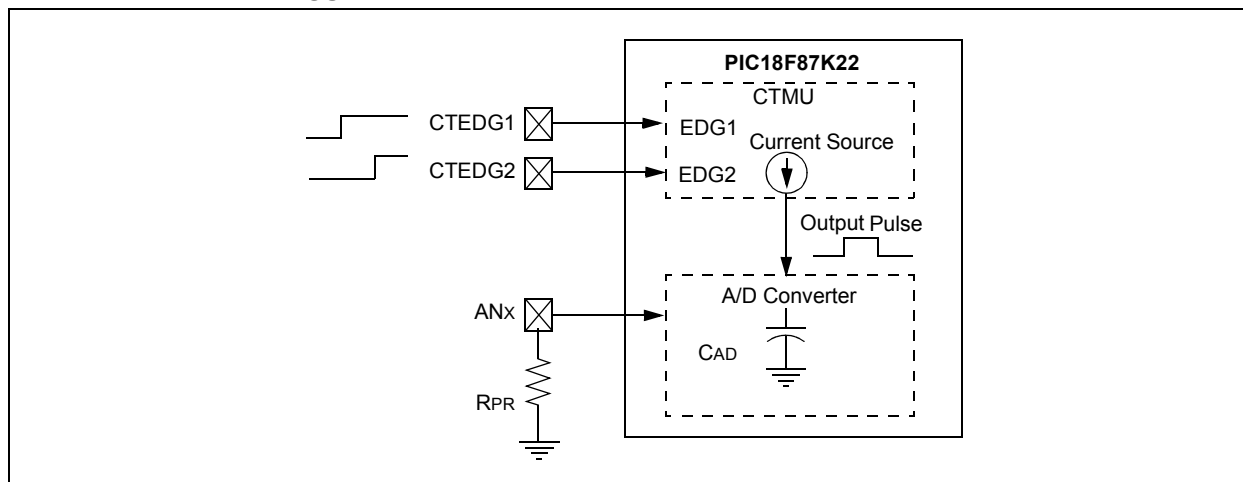 PIC18F87K22
CTMU
CTEDG1
EDG1
Current Source
CTEDG2
EDG2
Output Pulse
A/D Converter
ANX
CAD
RPR